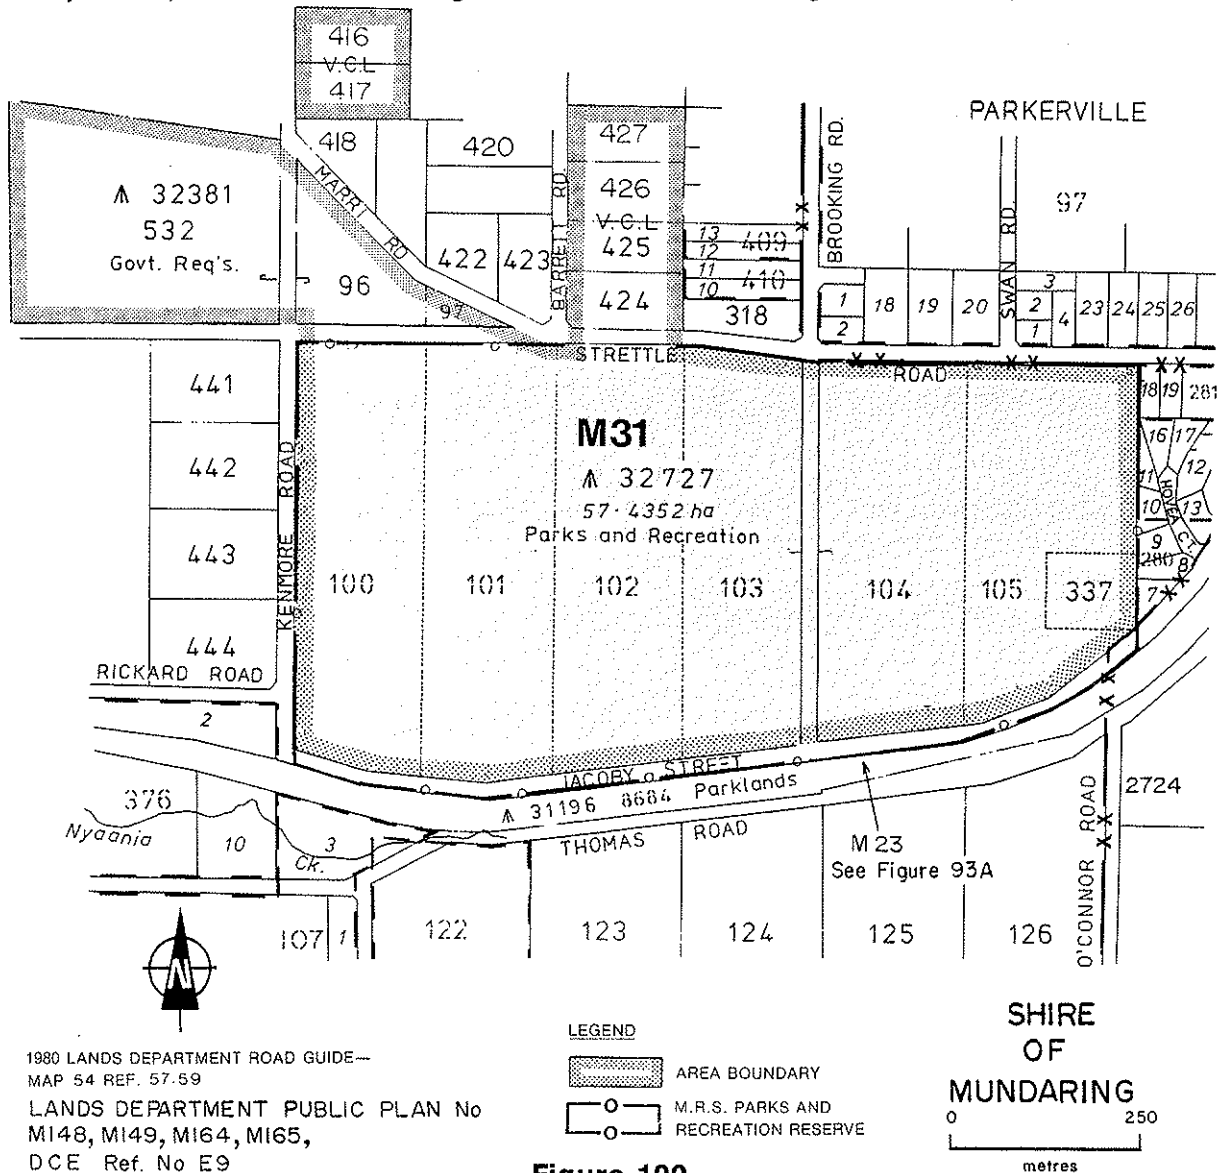 416
V.C.L
417
PARKERVILLE
418
420
427
MARRI RD
BARRETT RD
426
V.C.L
BROOKING RD.
SWAN RD.
97
32381
532
Govt. Req's.
96
97
422
423
425
424
13
409
12
11
410
10
318
1
2
18
19
20
3
2
1
4
23
24
25
26
STRETTLE
ROAD
441
442
443
444
KENMORE ROAD
RICKARD ROAD
M31
32727
57·4352 ha
Parks and Recreation
100
101
102
103
104
105
337
18
19
281
16
17
11
12
10
13
HOVEA CT.
9
280
8
7
2
JACOBY STREET
31196 8684 Parklands
376
Nyaania
10
3
Ck.
THOMAS ROAD
M23
See Figure 93A
O'CONNOR ROAD
2724
107
1
122
123
124
125
126
N
1980 LANDS DEPARTMENT ROAD GUIDE—
MAP 54 REF. 57·59
LANDS DEPARTMENT PUBLIC PLAN No
M148, M149, M164, M165,
DCE Ref. No E9
LEGEND
AREA BOUNDARY
M.R.S. PARKS AND
RECREATION RESERVE
SHIRE
OF
MUNDARING
0 250
metres
Figure 100